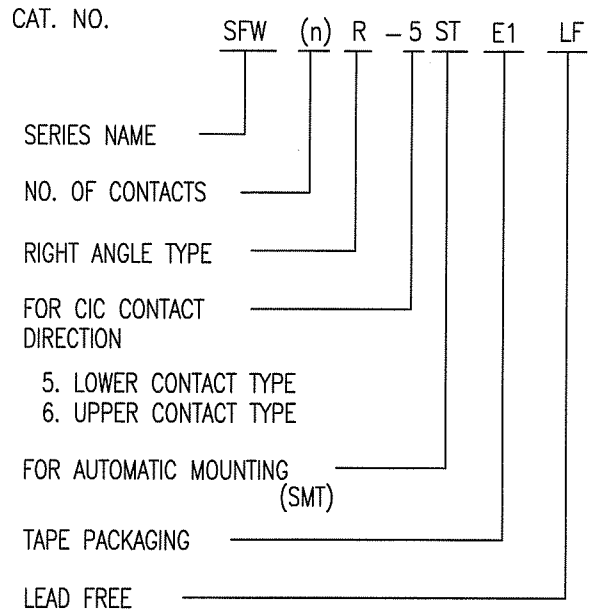 CAT. NO.
SFW (n) R -5 ST E1 LF
SERIES NAME
NO. OF CONTACTS
RIGHT ANGLE TYPE
FOR CIC CONTACT
DIRECTION
5. LOWER CONTACT TYPE
6. UPPER CONTACT TYPE
FOR AUTOMATIC MOUNTING
(SMT)
TAPE PACKAGING
LEAD FREE